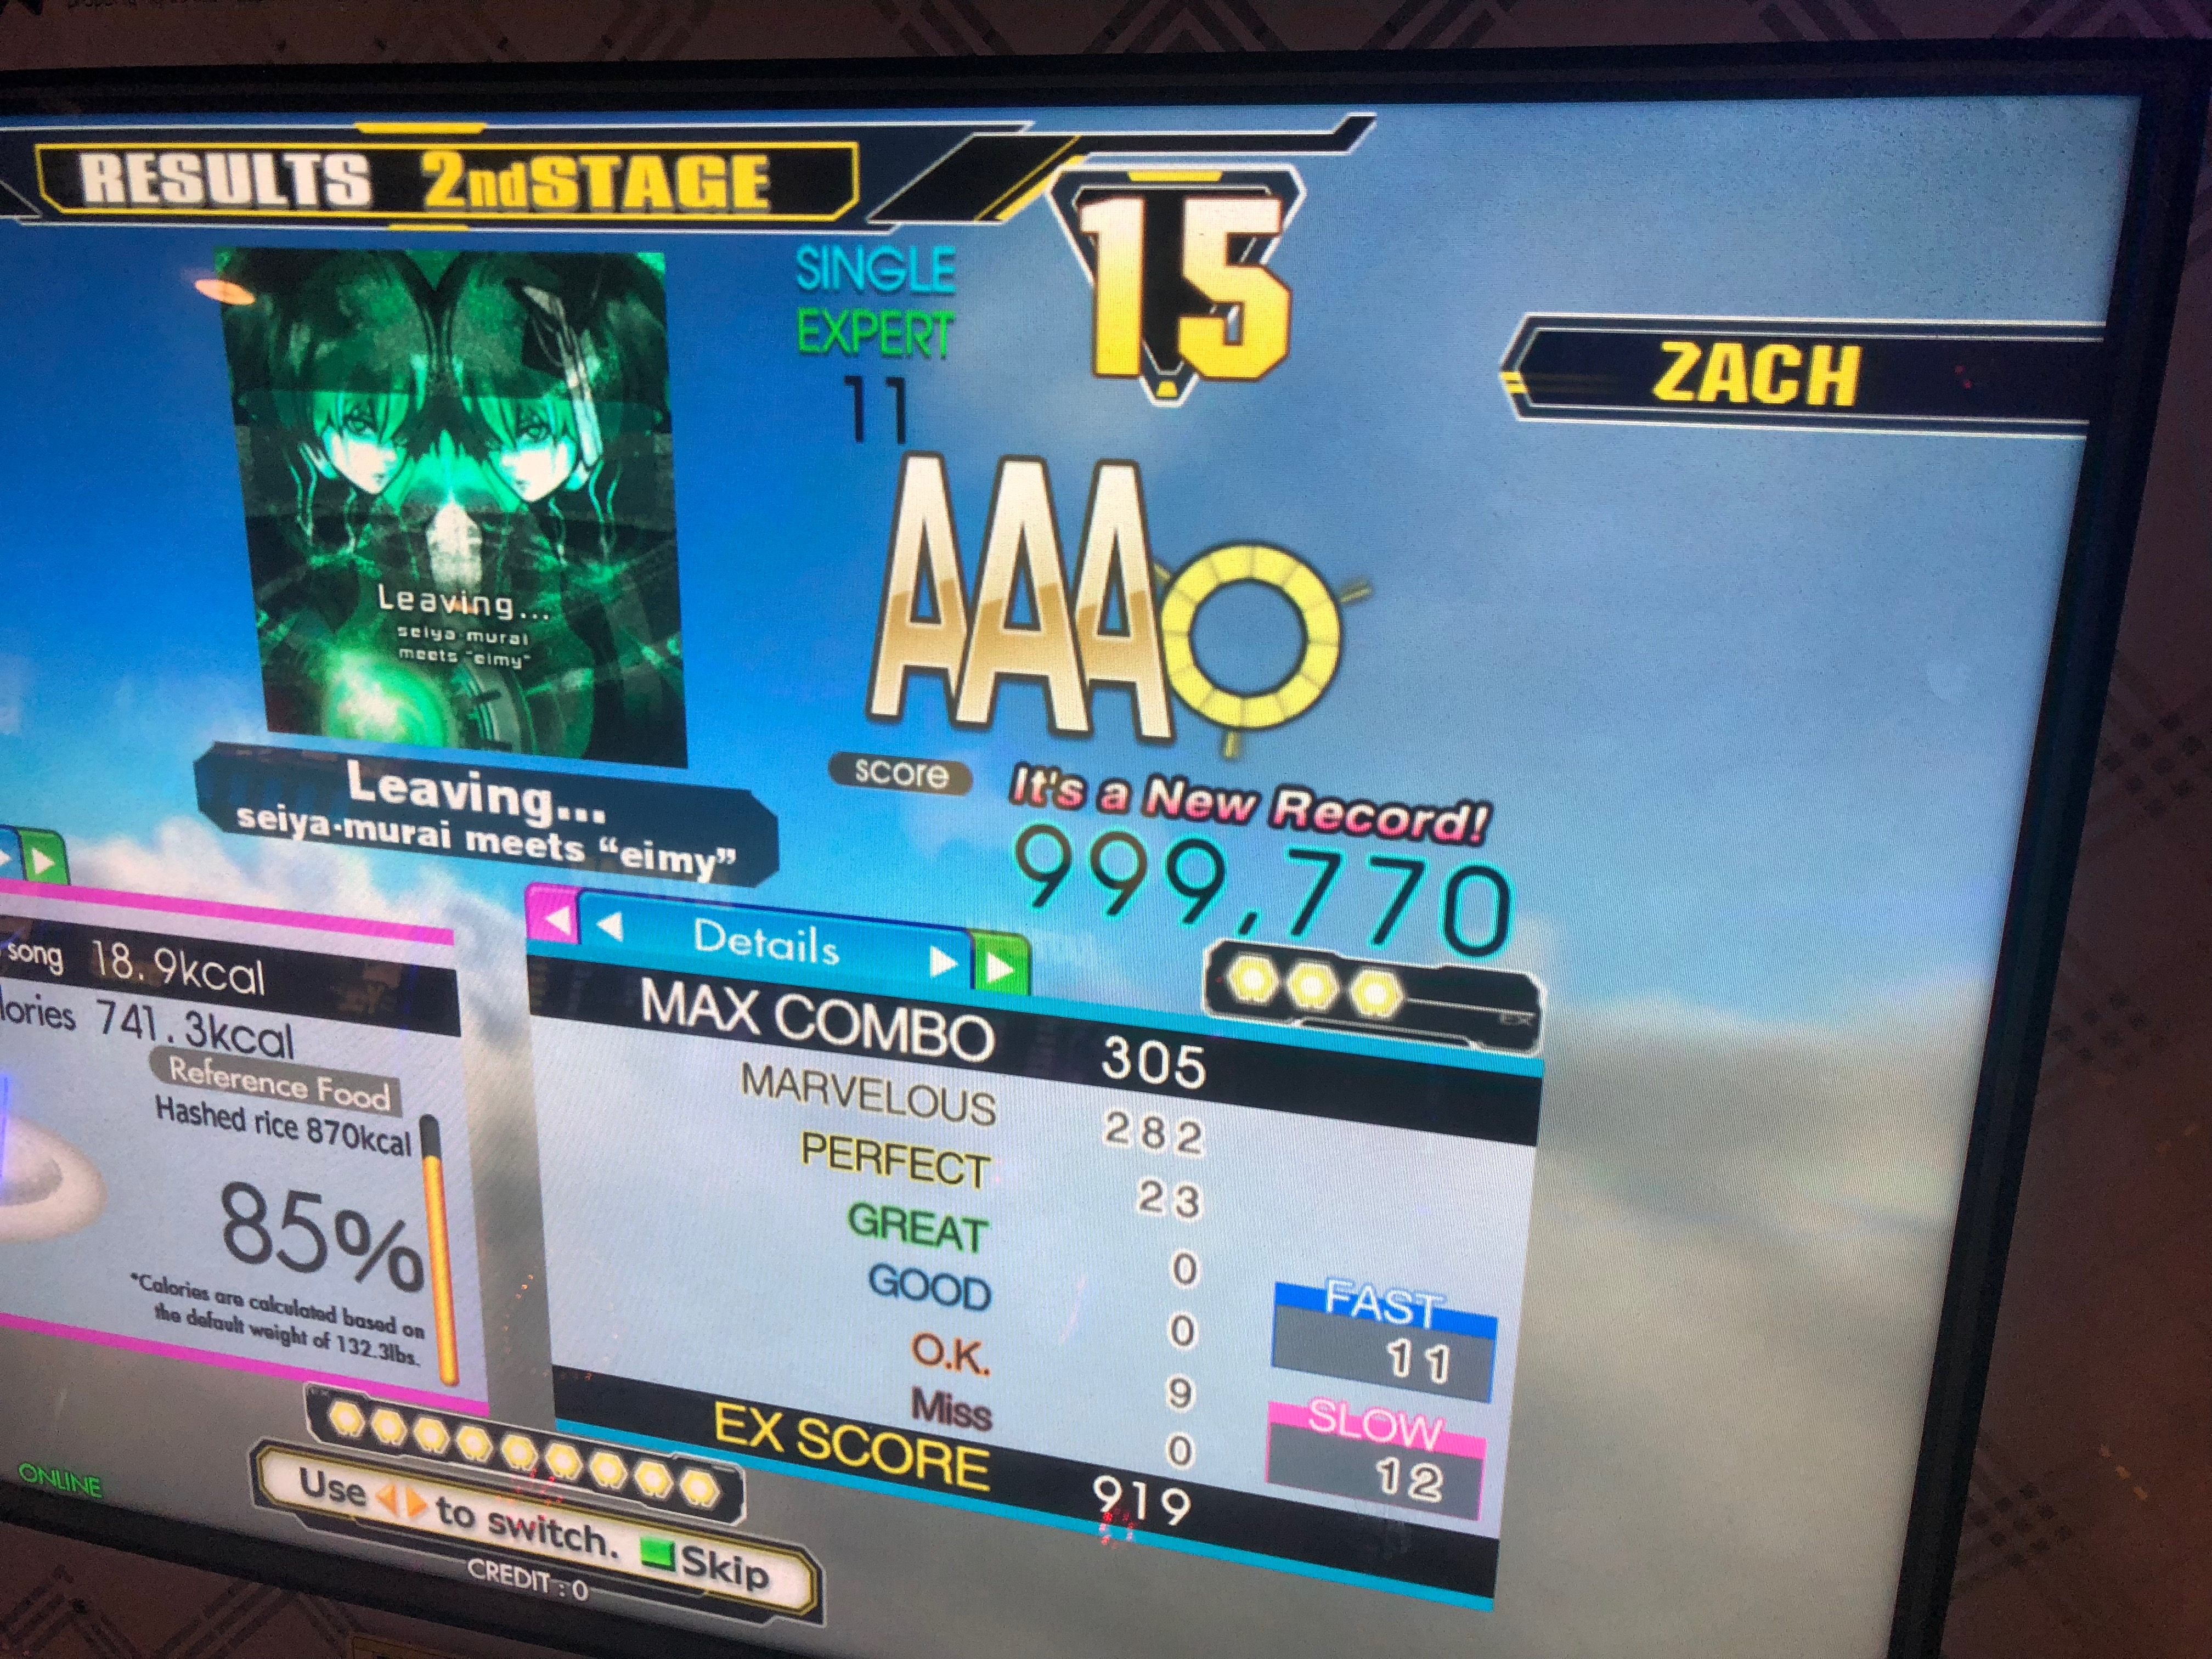 RESULTS 2ndSTAGE
15
SINGLE
EXPERT
11
ZACH
AAA
Leaving...
seiya-murai
meets "eimy"
Leaving...
seiya-murai meets “eimy”
score
It's a New Record!
999,770
EX
song 18.9kcal
lories 741.3kcal
Reference Food
Hashed rice 870kcal
85%
*Calories are calculated based on
the default weight of 132.3lbs.
Details
MAX COMBO 305
MARVELOUS 282
PERFECT 23
GREAT 0
GOOD 0
O.K. 9
Miss 0
EX SCORE 919
FAST
11
SLOW
12
EX
ONLINE
Use to switch. Skip
CREDIT : 0